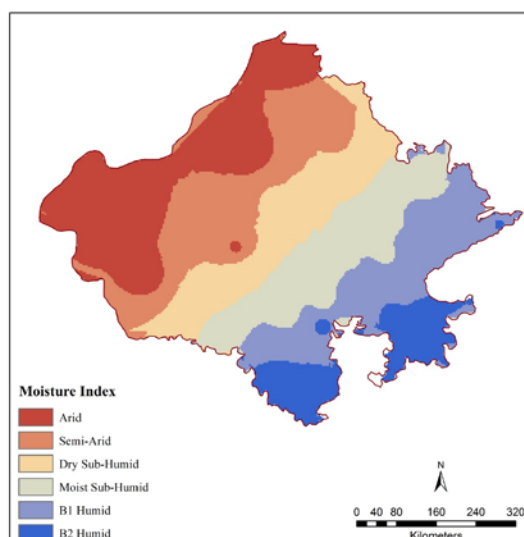 Moisture Index
Arid
Semi-Arid
Dry Sub-Humid
Moist Sub-Humid
B1 Humid
B2 Humid
N
0 40 80 160 240 320
Kilometers